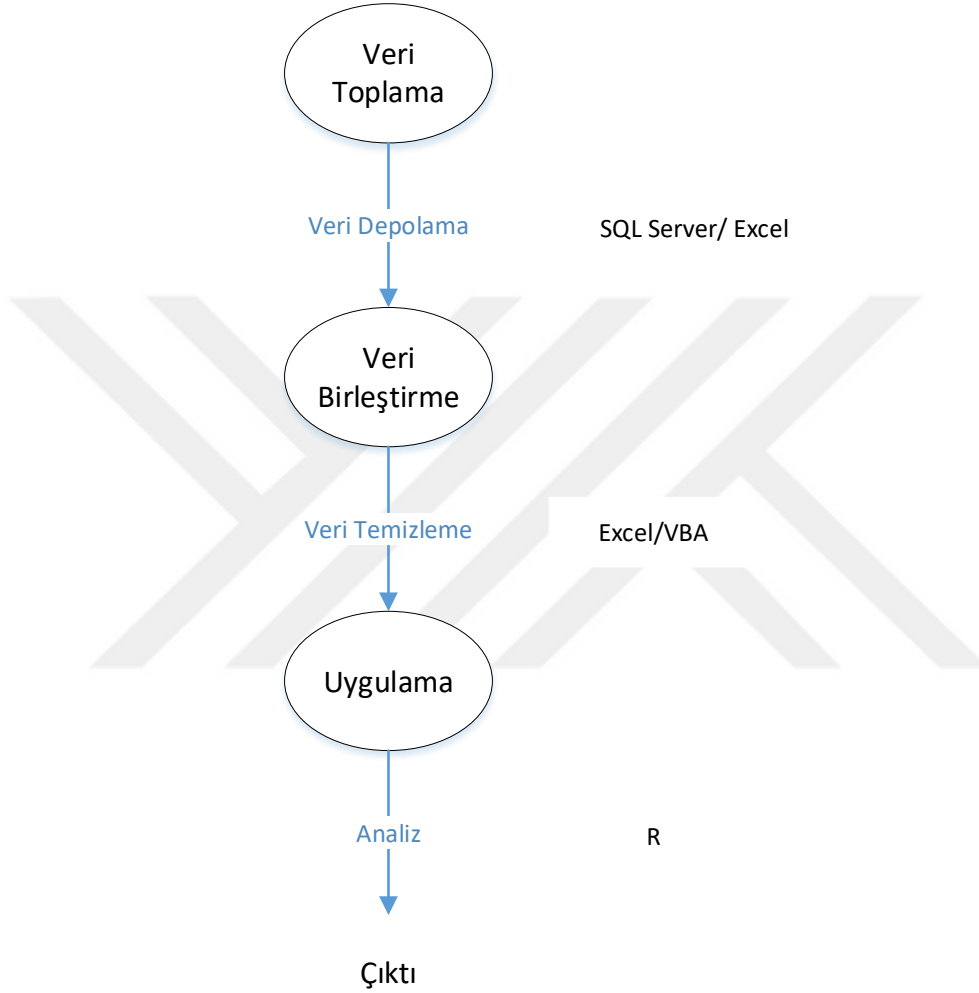 Veri
Toplama
Veri Depolama
SQL Server/ Excel
Veri
Birleştirme
Veri Temizleme
Excel/VBA
Uygulama
Analiz
R
Çıktı